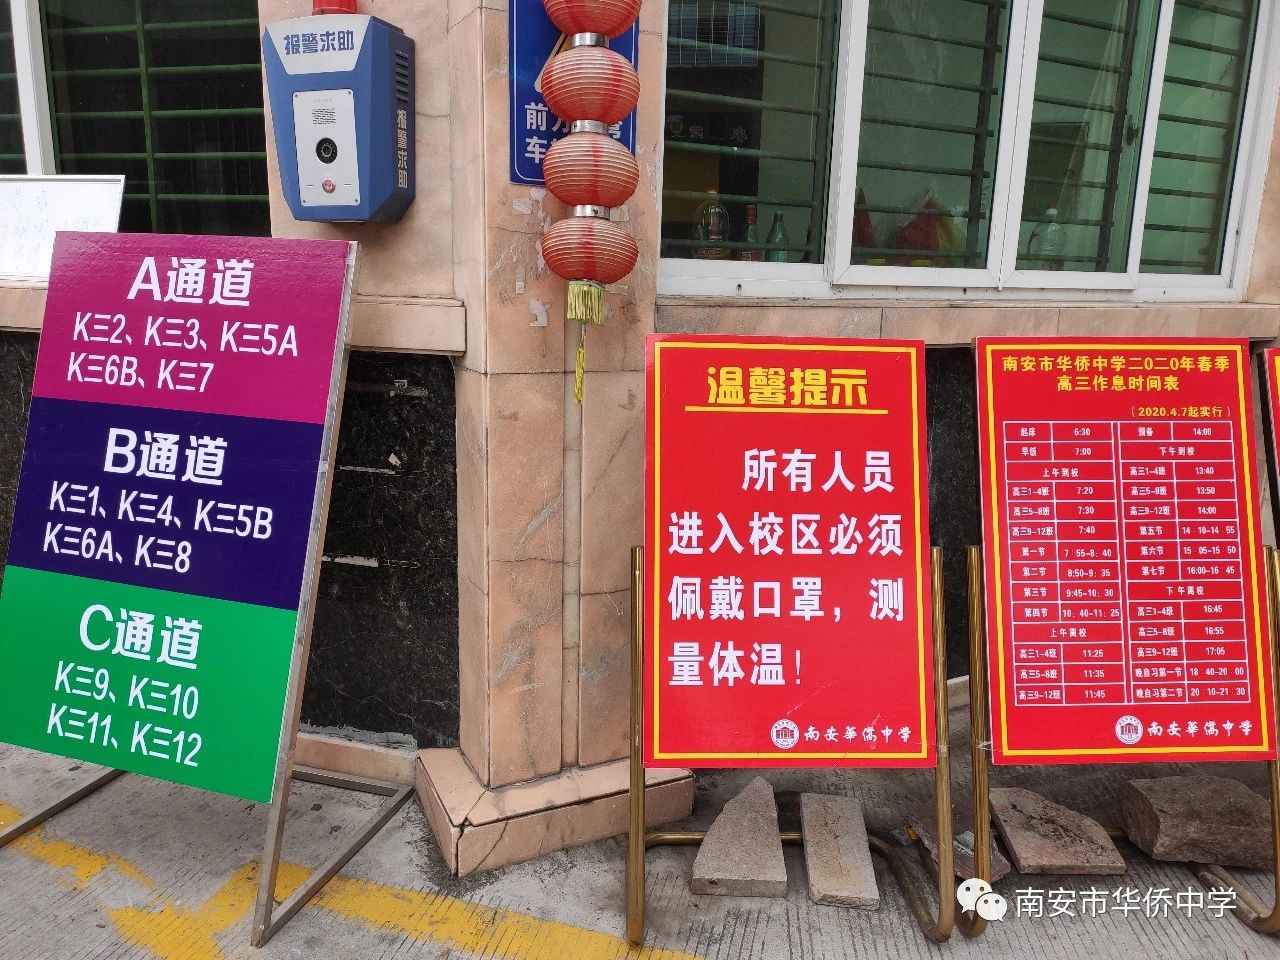 报警求助
报警求助
前方
车
A通道
K三2、K三3、K三5A
K三6B、K三7
B通道
K三1、K三4、K三5B
K三6A、K三8
C通道
K三9、K三10
K三11、K三12
温馨提示
所有人员
进入校区必须
佩戴口罩，测
量体温！
南安華僑中学
南安市华侨中学二〇二〇年春季
高三作息时间表
（2020.4.7起实行）
起床 6:30
早饭 7:00
上午到校
高三1-4班 7:20
高三5-8班 7:30
高三9-12班 7:40
第一节 7:55-8:40
第二节 8:50-9:35
第三节 9:45-10:30
第四节 10:40-11:25
上午离校
高三1-4班 11:25
高三5-8班 11:35
高三9-12班 11:45
预备 14:00
下午到校
高三1-4班 13:40
高三5-8班 13:50
高三9-12班 14:00
第五节 14:10-14:55
第六节 15:05-15:50
第七节 16:00-16:45
下午离校
高三1-4班 16:45
高三5-8班 16:55
高三9-12班 17:05
晚自习第一节 18:40-20:00
晚自习第二节 20:10-21:30
南安華僑中学
南安市华侨中学